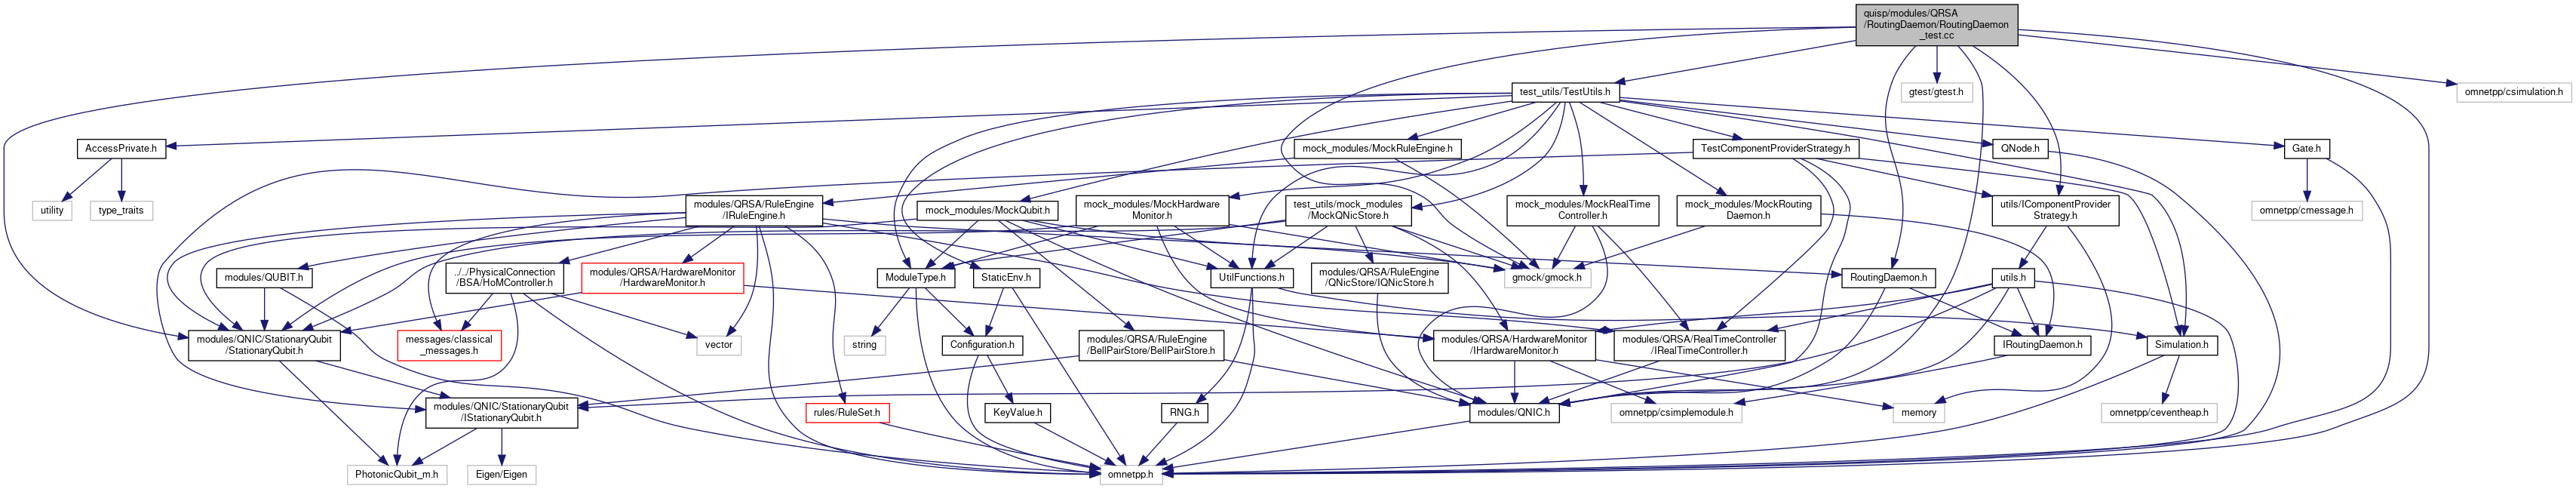 quisp/modules/QRSA
/RoutingDaemon/RoutingDaemon
_test.cc
test_utils/TestUtils.h
gtest/gtest.h
omnetpp/csimulation.h
AccessPrivate.h
mock_modules/MockRuleEngine.h
TestComponentProviderStrategy.h
QNode.h
Gate.h
utility
type_traits
modules/QRSA/RuleEngine
/IRuleEngine.h
mock_modules/MockQubit.h
mock_modules/MockHardware
Monitor.h
test_utils/mock_modules
/MockQNicStore.h
mock_modules/MockRealTime
Controller.h
mock_modules/MockRouting
Daemon.h
utils/IComponentProvider
Strategy.h
omnetpp/cmessage.h
modules/QUBIT.h
../../PhysicalConnection
/BSA/HoMController.h
modules/QRSA/HardwareMonitor
/HardwareMonitor.h
ModuleType.h
StaticEnv.h
UtilFunctions.h
modules/QRSA/RuleEngine
/QNicStore/IQNicStore.h
gmock/gmock.h
RoutingDaemon.h
utils.h
modules/QNIC/StationaryQubit
/StationaryQubit.h
messages/classical
_messages.h
vector
string
Configuration.h
modules/QRSA/RuleEngine
/BellPairStore/BellPairStore.h
modules/QRSA/HardwareMonitor
/IHardwareMonitor.h
modules/QRSA/RealTimeController
/IRealTimeController.h
IRoutingDaemon.h
Simulation.h
modules/QNIC/StationaryQubit
/IStationaryQubit.h
rules/RuleSet.h
KeyValue.h
RNG.h
modules/QNIC.h
omnetpp/csimplemodule.h
memory
omnetpp/ceventheap.h
PhotonicQubit_m.h
Eigen/Eigen
omnetpp.h